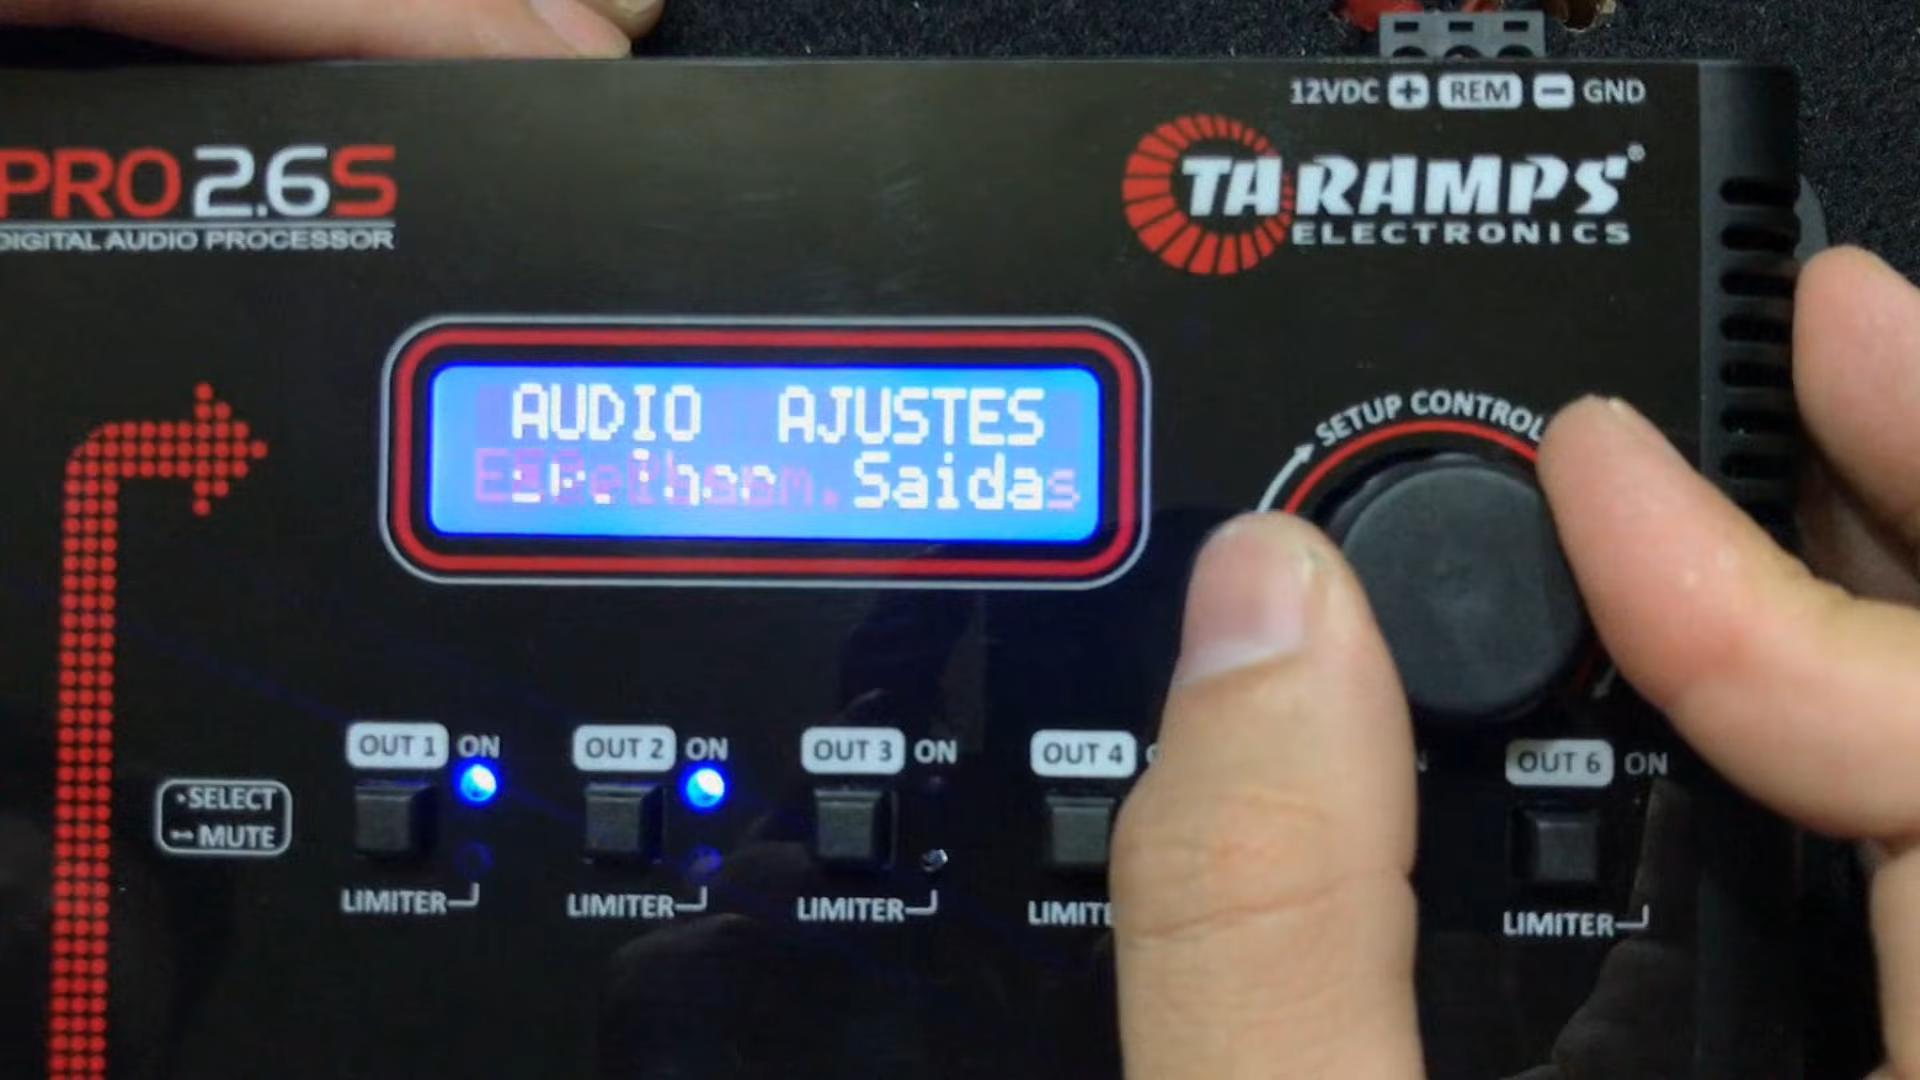 12VDC + REM - GND
PRO 2.6S
DIGITAL AUDIO PROCESSOR
TARAMPS®
ELECTRONICS
SETUP CONTROL
AUDIO AJUSTES
Saidas
OUT 1 ON
OUT 2 ON
OUT 3 ON
OUT 4
OUT 6 ON
SELECT
MUTE
LIMITER
LIMITER
LIMITER
LIMITE
LIMITER